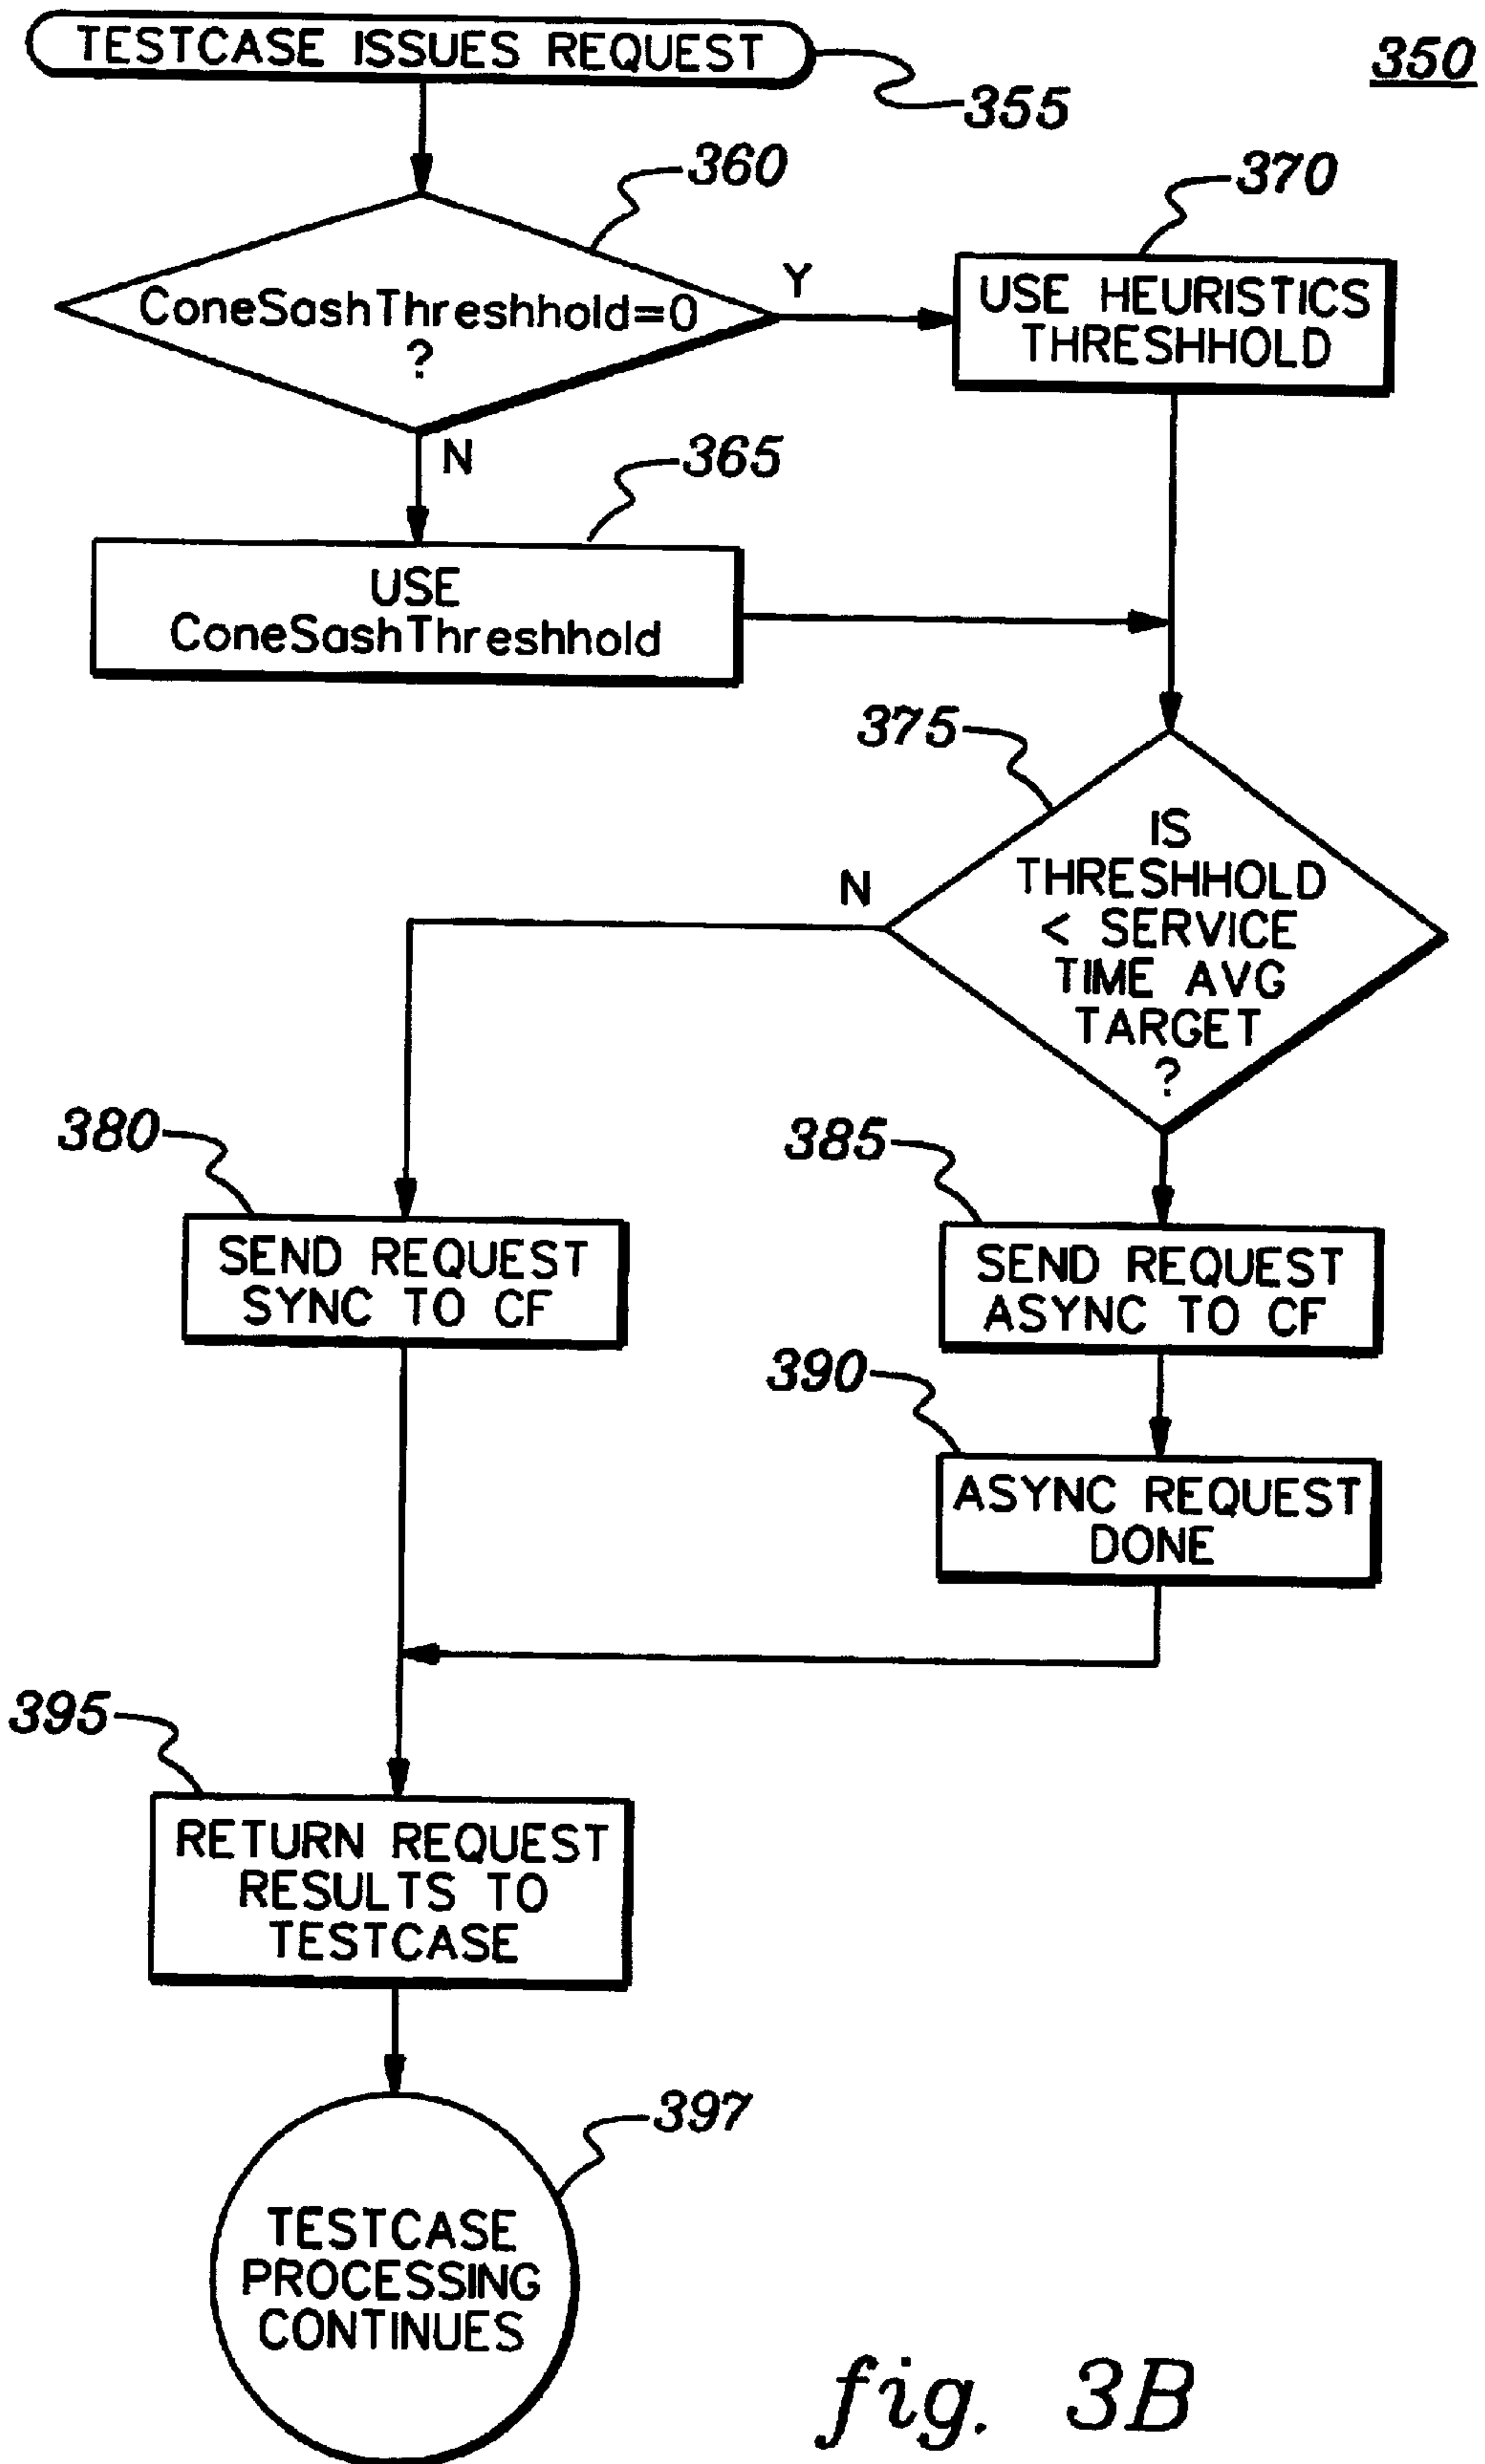 TESTCASE ISSUES REQUEST
350
355
360
370
ConeSashThreshhold=0
?
Y
USE HEURISTICS
THRESHHOLD
N
365
USE
ConeSashThreshhold
375
IS
THRESHHOLD
< SERVICE
TIME AVG
TARGET
?
N
380
385
SEND REQUEST
SYNC TO CF
SEND REQUEST
ASYNC TO CF
390
ASYNC REQUEST
DONE
395
RETURN REQUEST
RESULTS TO
TESTCASE
397
TESTCASE
PROCESSING
CONTINUES
fig. 3B